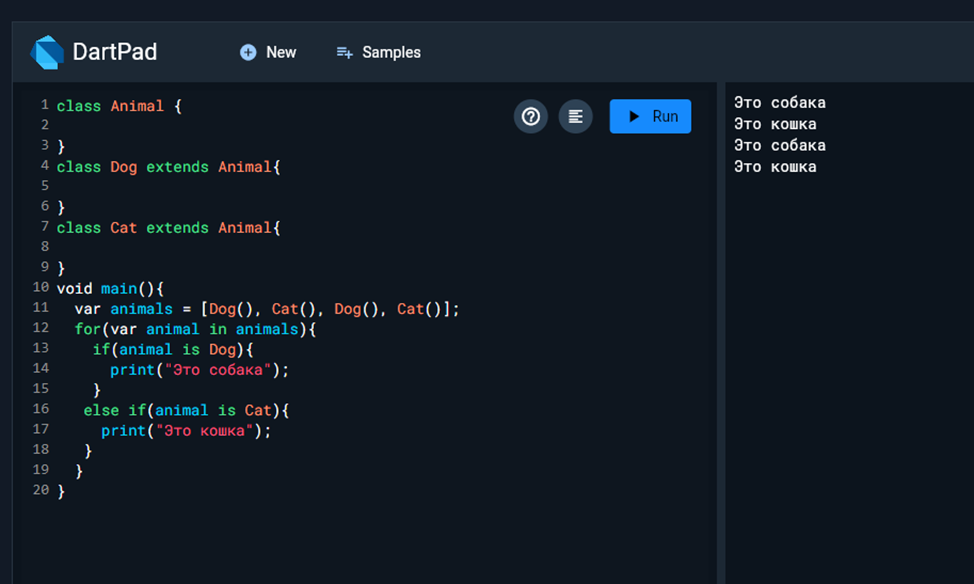 DartPad New Samples
1 class Animal {
2
3 }
4 class Dog extends Animal{
5
6 }
7 class Cat extends Animal{
8
9 }
10 void main(){
11 var animals = [Dog(), Cat(), Dog(), Cat()];
12 for(var animal in animals){
13 if(animal is Dog){
14 print("Это собака");
15 }
16 else if(animal is Cat){
17 print("Это кошка");
18 }
19 }
20 }
Run
Это собака
Это кошка
Это собака
Это кошка